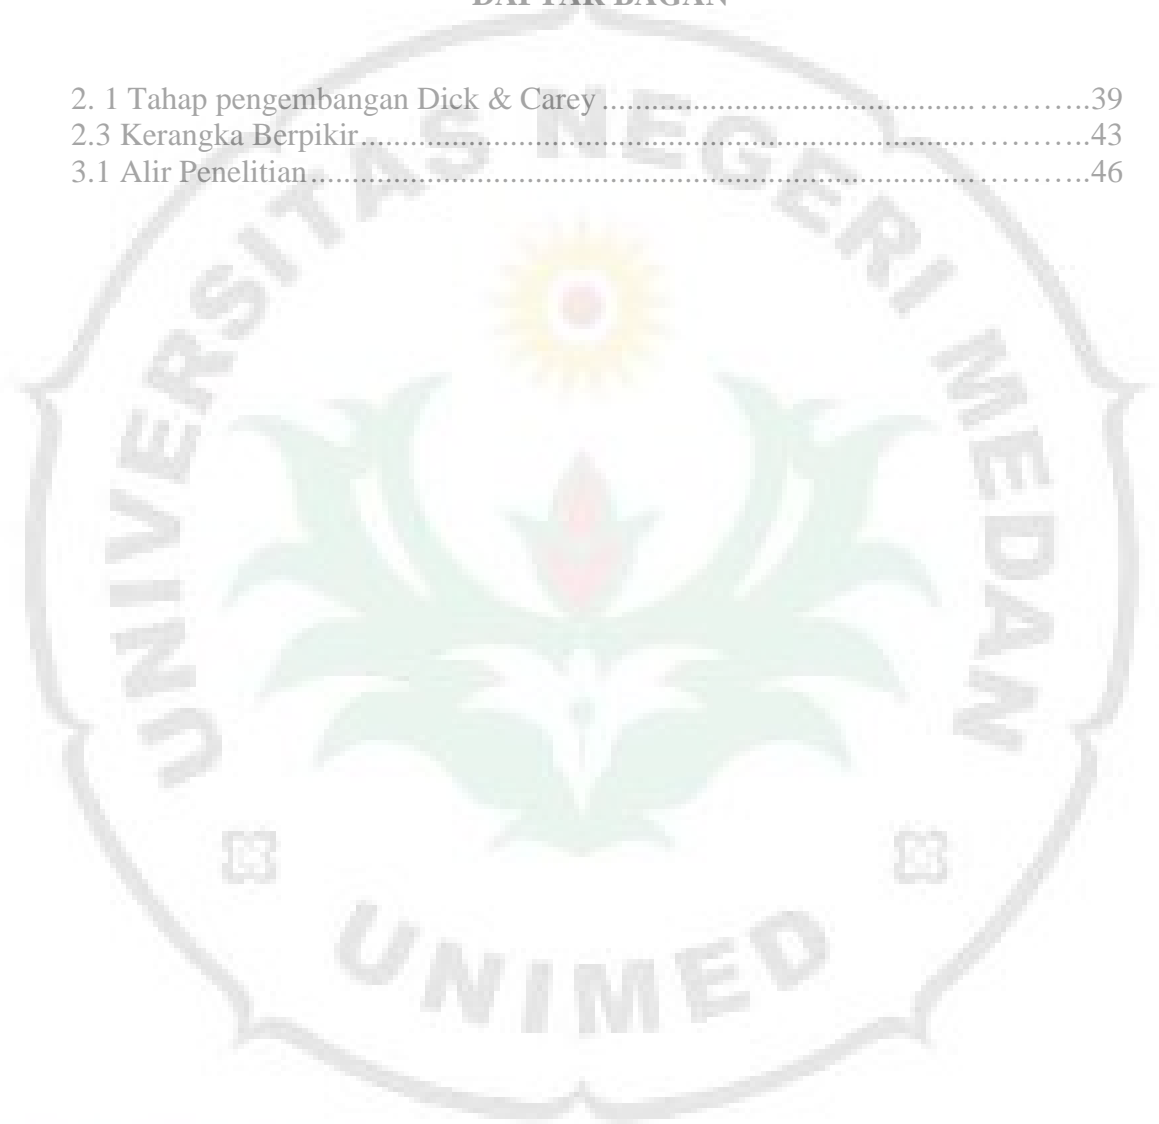 DAFTAR BAGAN
2. 1 Tahap pengembangan Dick & Carey ..........................................................39
2.3 Kerangka Berpikir.......................................................................................43
3.1 Alir Penelitian.............................................................................................46
UNIVERSITAS NEGERI MEDAN
UNIMED